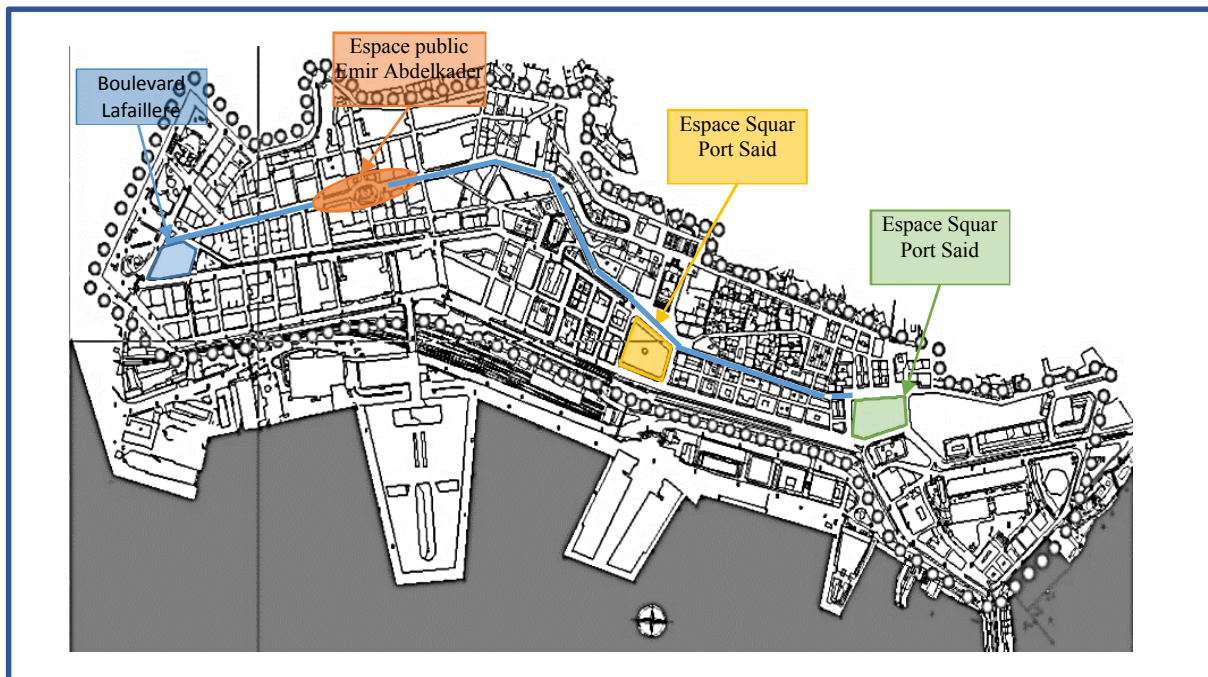 Espace public
Emir Abdelkader
Boulevard
Lafaillere
Espace Squar
Port Said
Espace Squar
Port Said